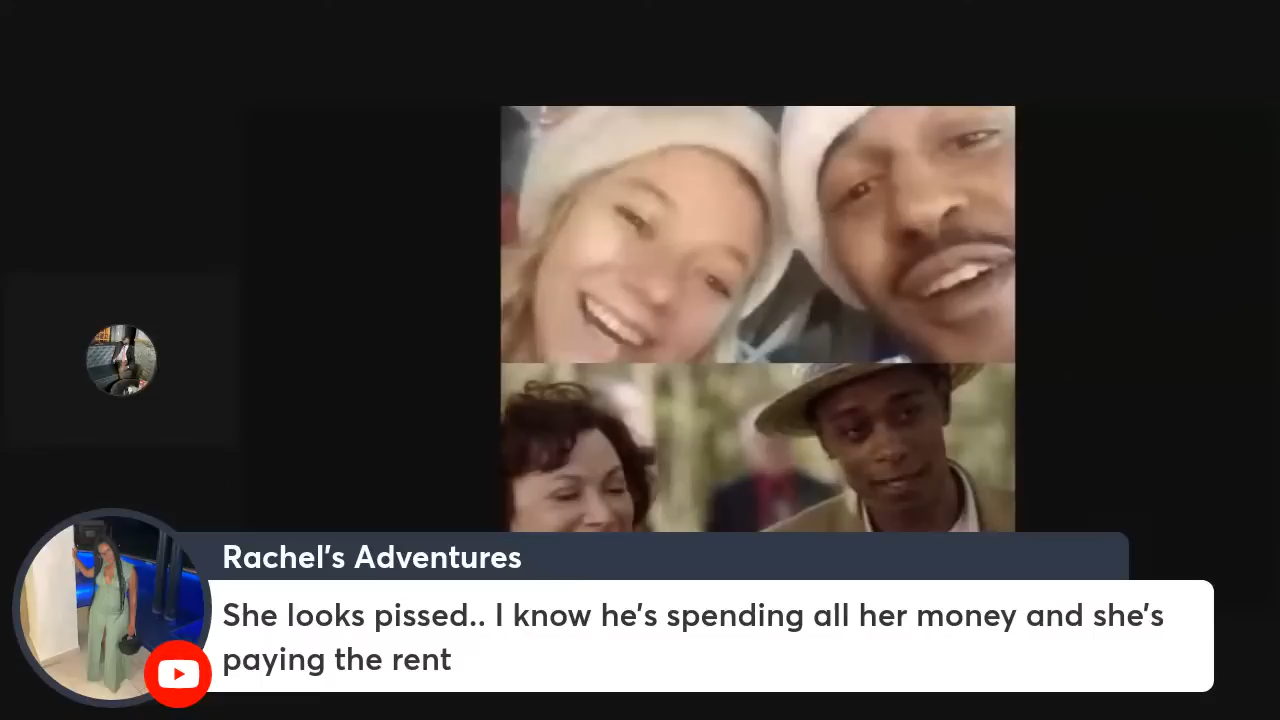 Rachel's Adventures
She looks pissed.. I know he's spending all her money and she's
paying the rent